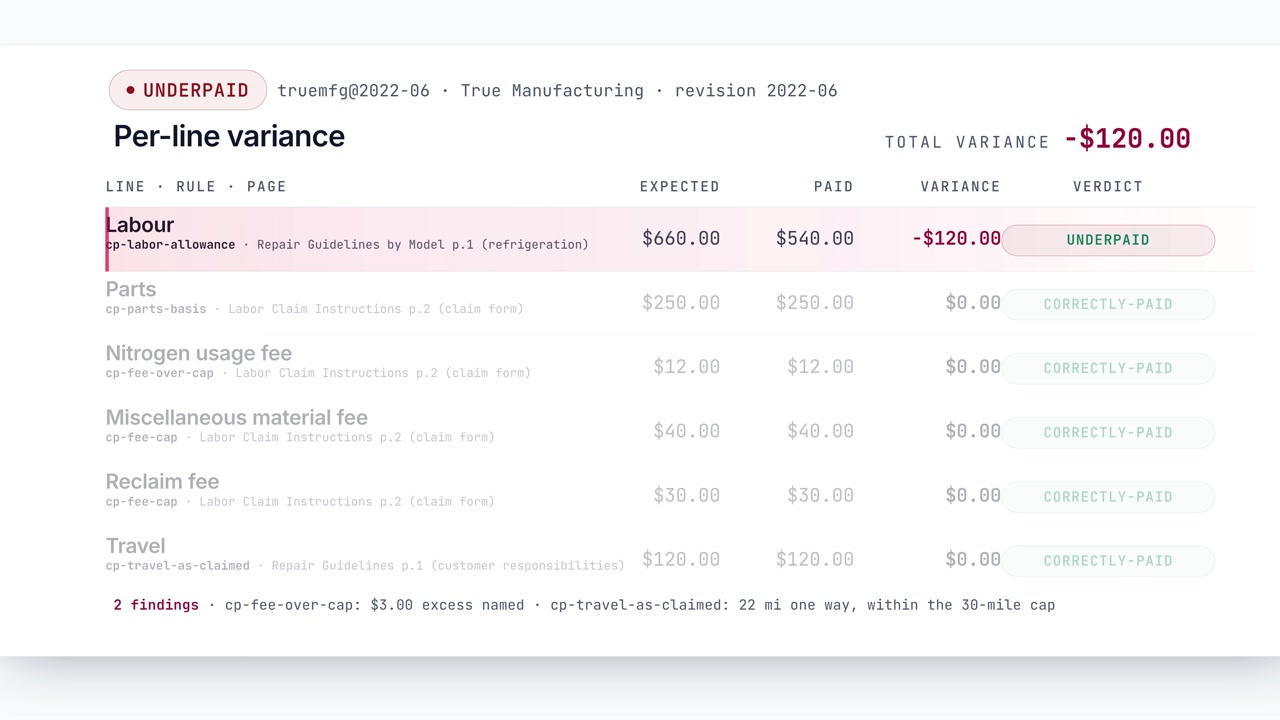 UNDERPAID truemfg@2022-06 · True Manufacturing · revision 2022-06
Per-line variance
TOTAL VARIANCE -$120.00
LINE · RULE · PAGE EXPECTED PAID VARIANCE VERDICT
Labour
cp-labor-allowance · Repair Guidelines by Model p.1 (refrigeration) $660.00 $540.00 -$120.00 UNDERPAID
Parts
cp-parts-basis · Labor Claim Instructions p.2 (claim form) $250.00 $250.00 $0.00 CORRECTLY-PAID
Nitrogen usage fee
cp-fee-over-cap · Labor Claim Instructions p.2 (claim form) $12.00 $12.00 $0.00 CORRECTLY-PAID
Miscellaneous material fee
cp-fee-cap · Labor Claim Instructions p.2 (claim form) $40.00 $40.00 $0.00 CORRECTLY-PAID
Reclaim fee
cp-fee-cap · Labor Claim Instructions p.2 (claim form) $30.00 $30.00 $0.00 CORRECTLY-PAID
Travel
cp-travel-as-claimed · Repair Guidelines p.1 (customer responsibilities) $120.00 $120.00 $0.00 CORRECTLY-PAID
2 findings · cp-fee-over-cap: $3.00 excess named · cp-travel-as-claimed: 22 mi one way, within the 30-mile cap